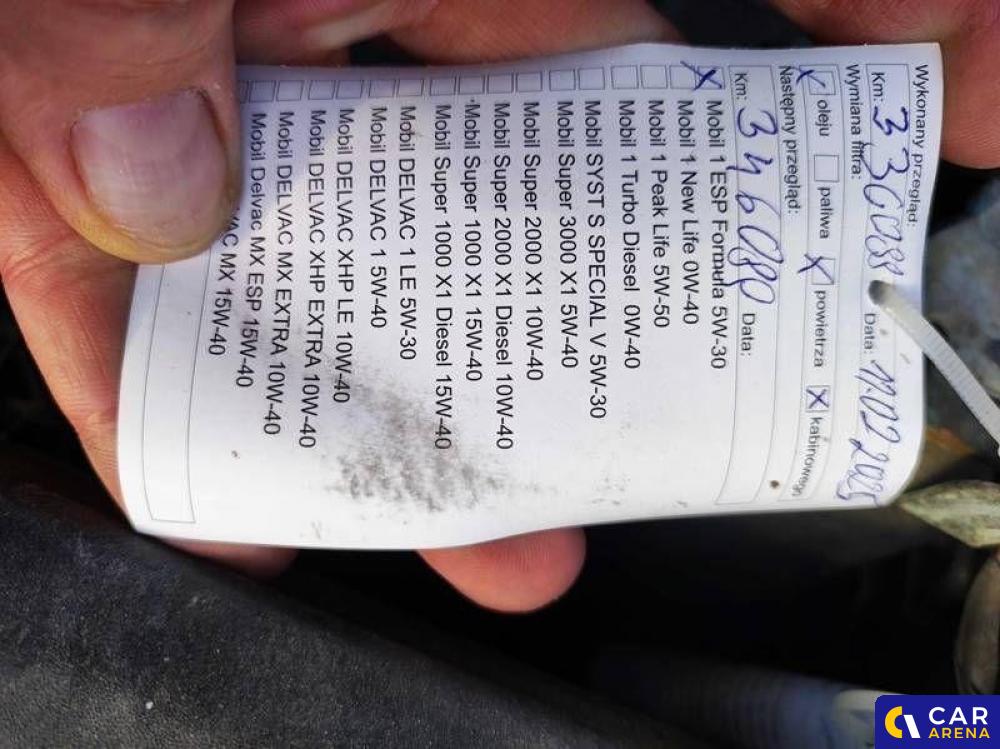 Wykonany przegląd:
Km: 330089 Data: 11.02.2025
Wymiana filtra:
X oleju paliwa X powietrza X kabinowego
Następny przegląd:
Km: 346089 Data:
X Mobil 1 ESP Formula 5W-30
Mobil 1 New Life 0W-40
Mobil 1 Peak Life 5W-50
Mobil 1 Turbo Diesel 0W-40
Mobil SYST S SPECIAL V 5W-30
Mobil Super 3000 X1 5W-40
Mobil Super 2000 X1 10W-40
Mobil Super 2000 X1 Diesel 10W-40
Mobil Super 1000 X1 15W-40
Mobil Super 1000 X1 Diesel 15W-40
Mobil DELVAC 1 LE 5W-30
Mobil DELVAC 1 5W-40
Mobil DELVAC XHP LE 10W-40
Mobil DELVAC XHP EXTRA 10W-40
Mobil DELVAC MX EXTRA 10W-40
Mobil Delvac MX ESP 15W-40
MX 15W-40
CAR
ARENA